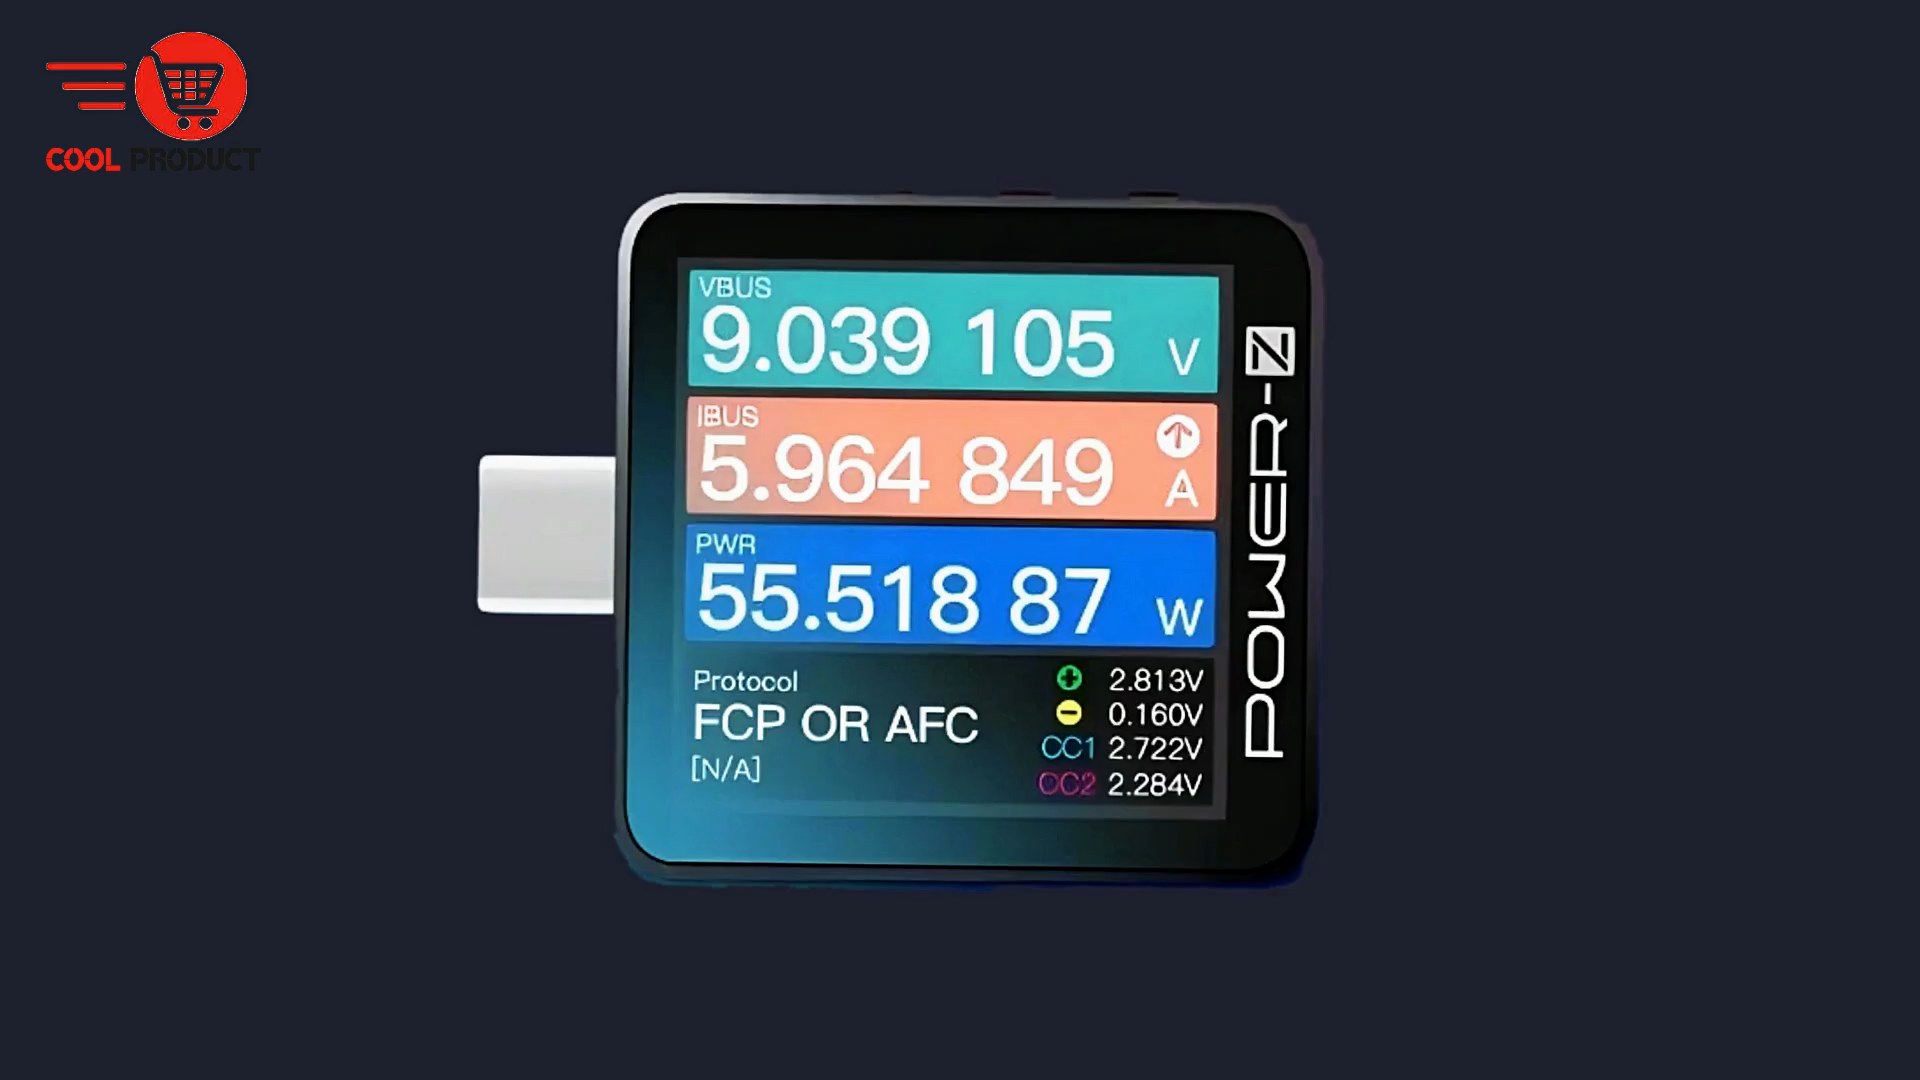 COOL PRODUCT
VBUS
9.039 105 V
IBUS
5.964 849 A
PWR
55.518 87 W
Protocol
FCP OR AFC
[N/A]
2.813V
0.160V
CC1 2.722V
CC2 2.284V
POWER-Z